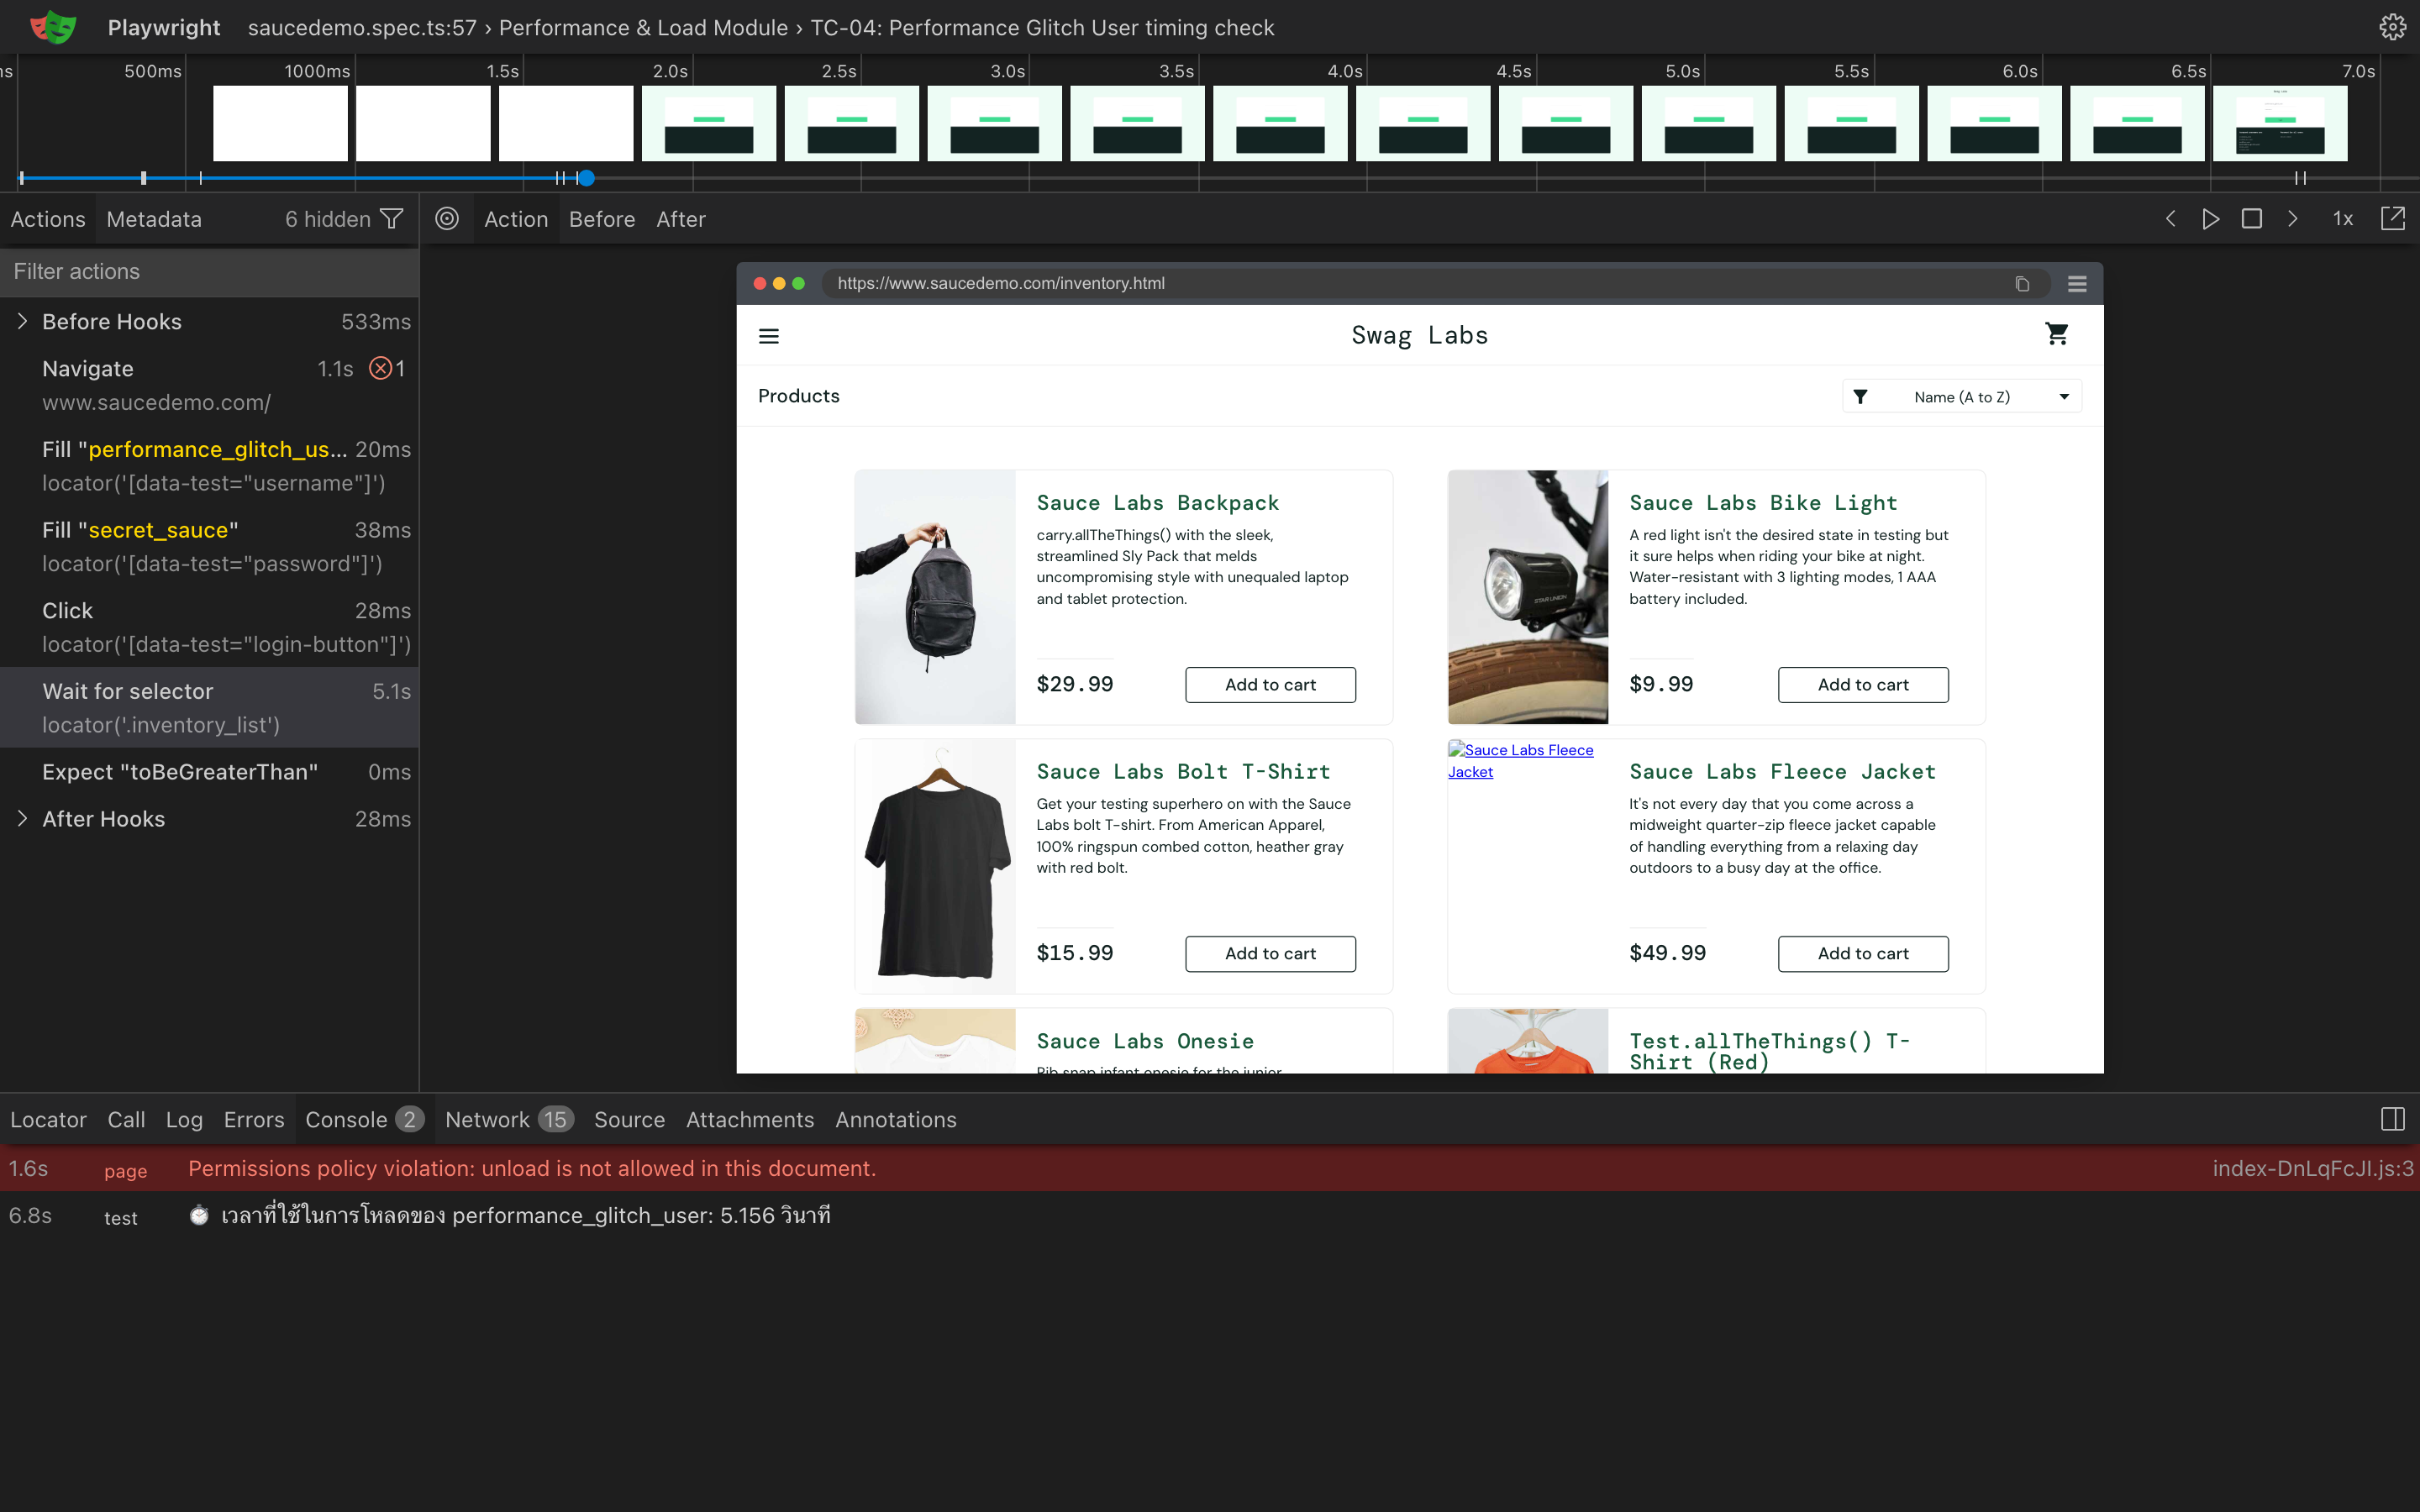 Playwright saucedemo.spec.ts:57 › Performance & Load Module › TC-04: Performance Glitch User timing check
500ms 1000ms 1.5s 2.0s 2.5s 3.0s 3.5s 4.0s 4.5s 5.0s 5.5s 6.0s 6.5s 7.0s
Actions Metadata 6 hidden
Action Before After
1x
Filter actions
Before Hooks 533ms
Navigate 1.1s 1
www.saucedemo.com/
Fill "performance_glitch_us... 20ms
locator('[data-test="username"]')
Fill "secret_sauce" 38ms
locator('[data-test="password"]')
Click 28ms
locator('[data-test="login-button"]')
Wait for selector 5.1s
locator('.inventory_list')
Expect "toBeGreaterThan" 0ms
After Hooks 28ms
https://www.saucedemo.com/inventory.html
Swag Labs
Products
Name (A to Z)
Sauce Labs Backpack
carry.allTheThings() with the sleek,
streamlined Sly Pack that melds
uncompromising style with unequaled laptop
and tablet protection.
$29.99 Add to cart
Sauce Labs Bike Light
A red light isn't the desired state in testing but
it sure helps when riding your bike at night.
Water-resistant with 3 lighting modes, 1 AAA
battery included.
$9.99 Add to cart
Sauce Labs Bolt T-Shirt
Get your testing superhero on with the Sauce
Labs bolt T-shirt. From American Apparel,
100% ringspun combed cotton, heather gray
with red bolt.
$15.99 Add to cart
Sauce Labs Fleece
Jacket
Sauce Labs Fleece Jacket
It's not every day that you come across a
midweight quarter-zip fleece jacket capable
of handling everything from a relaxing day
outdoors to a busy day at the office.
$49.99 Add to cart
Sauce Labs Onesie
Rib snap infant onesie for the junior
Test.allTheThings() T-
Shirt (Red)
Locator Call Log Errors Console 2 Network 15 Source Attachments Annotations
1.6s page Permissions policy violation: unload is not allowed in this document. index-DnLqFcJI.js:3
6.8s test ⏱️ เวลาที่ใช้ในการโหลดของ performance_glitch_user: 5.156 วินาที